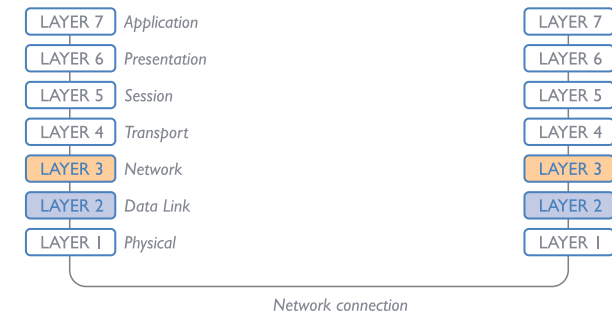 LAYER 7 Application LAYER 7
LAYER 6 Presentation LAYER 6
LAYER 5 Session LAYER 5
LAYER 4 Transport LAYER 4
LAYER 3 Network LAYER 3
LAYER 2 Data Link LAYER 2
LAYER 1 Physical LAYER 1
Network connection